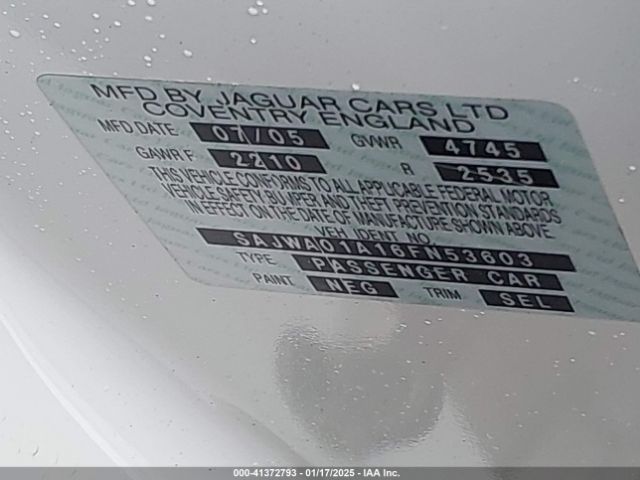 MFD BY JAGUAR CARS LTD
COVENTRY ENGLAND
MFD DATE 07/05 GVWR 4745
GAWR F 2210 R 2535
THIS VEHICLE CONFORMS TO ALL APPLICABLE FEDERAL MOTOR
VEHICLE SAFETY BUMPER AND THEFT PREVENTION STANDARDS
IN EFFECT ON THE DATE OF MANUFACTURE SHOWN ABOVE.
VEH. IDENT NO.
SAJWA01A16FN53603
TYPE PASSENGER CAR
PAINT NEG TRIM SEL
000-41372793 - 01/17/2025 - IAA Inc.